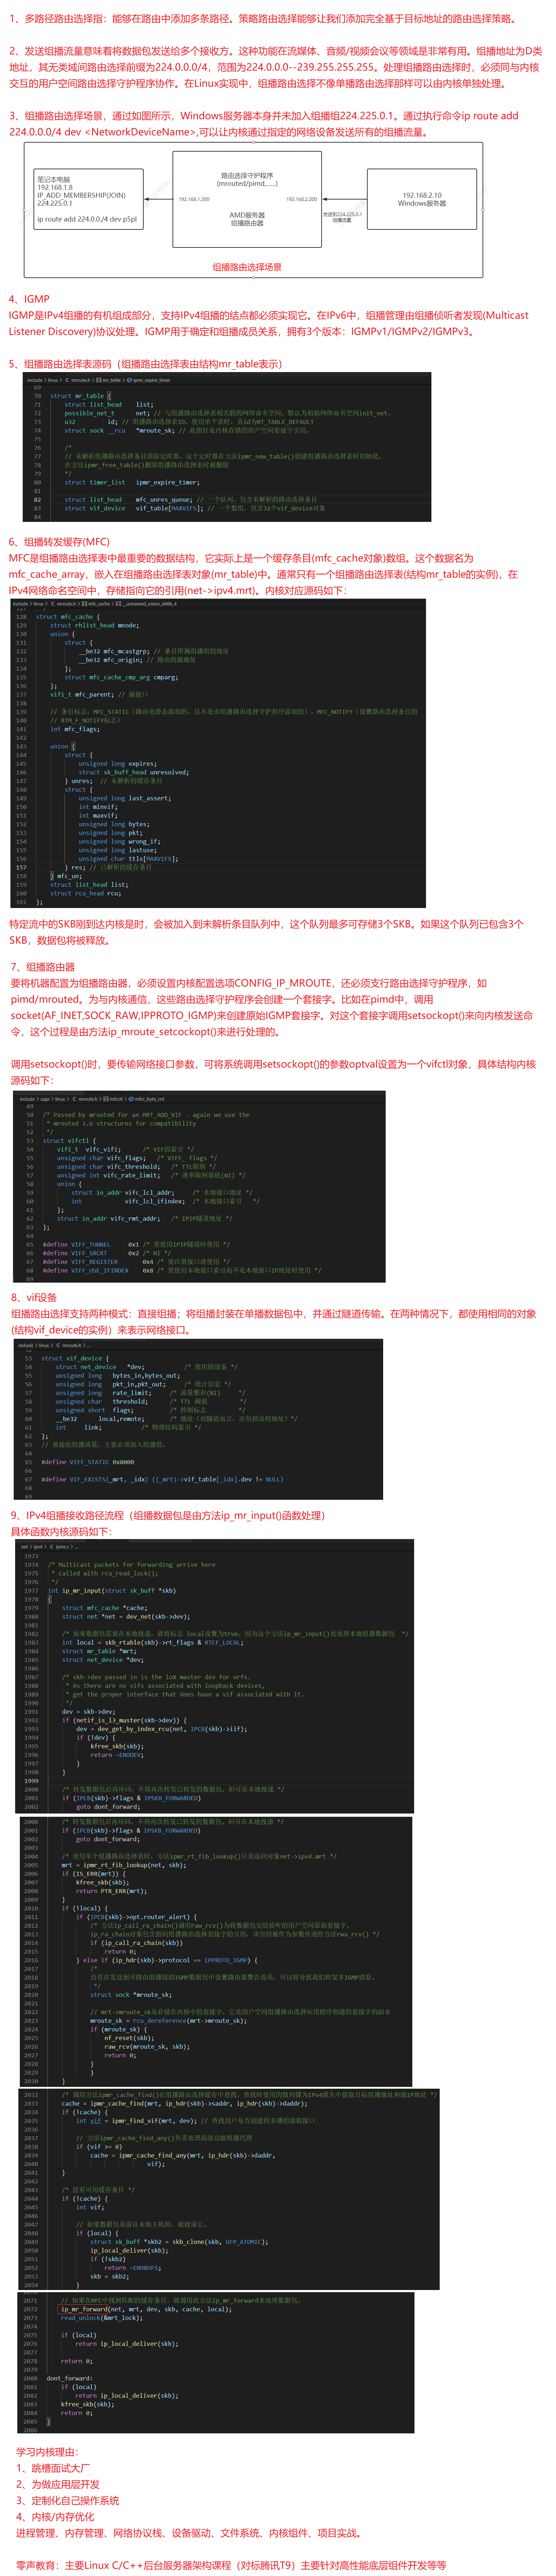 1、多路径路由选择指：能够在路由中添加多条路径。策略路由选择能够让我们添加完全基于目标地址的路由选择策略。
2、发送组播流量意味着将数据包发送给多个接收方。这种功能在流媒体、音频/视频会议等领域是非常有用。组播地址为D类
地址，其无类域间路由选择前缀为224.0.0.0/4，范围为224.0.0.0--239.255.255.255。处理组播路由选择时，必须同与内核
交互的用户空间路由选择守护程序协作。在Linux实现中，组播路由选择不像单播路由选择那样可以由内核单独处理。
3、组播路由选择场景，通过如图所示，Windows服务器本身并未加入组播组224.225.0.1。通过执行命令ip route add
224.0.0.0/4 dev <NetworkDeviceName>,可以让内核通过指定的网络设备发送所有的组播流量。
笔记本电脑
192.168.1.8
IP_ADD_MEMBERSHIP(JOIN)
224.225.0.1
ip route add 224.0.0./4 dev p5pl
192.168.1.200
路由选择守护程序
(mrouted/pimd,......)
AMD服务器
组播路由器
192.168.2.200
发送到224.225.0.1
组播流量
192.168.2.10
Windows服务器
组播路由选择场景
4、IGMP
IGMP是IPv4组播的有机组成部分，支持IPv4组播的结点都必须实现它。在IPv6中，组播管理由组播侦听者发现(Multicast
Listener Discovery)协议处理。IGMP用于确定和组播成员关系，拥有3个版本：IGMPv1/IGMPv2/IGMPv3。
5、组播路由选择表源码（组播路由选择表由结构mr_table表示）
include > linux > C mroute.h > mr_table > ipmr_expire_timer
69
70 struct mr_table {
71 struct list_head list;
72 possible_net_t net; // 与组播路由选择表相关联的网络命名空间，默认为初始网络命名空间init_net。
73 u32 id; // 组播路由选择表ID，使用单个表时，其id为RT_TABLE_DEFAULT
74 struct sock __rcu *mroute_sk; // 此指针是内核存储的用户空间套接字引用。
75
76 /*
77 // 未解析组播路由选择条目清除定时器。这个定时器在方法ipmr_new_table()创建组播路由选择表时初始化，
78 在方法ipmr_free_table()删除组播路由选择表时被删除
79 */
80 struct timer_list ipmr_expire_timer;
81
82 struct list_head mfc_unres_queue; // 一个队列，包含未解析的路由选择条目
83 struct vif_device vif_table[MAXVIFS]; // 一个数组，包含32个vif_device对象
84
6、组播转发缓存(MFC)
MFC是组播路由选择表中最重要的数据结构，它实际上是一个缓存条目(mfc_cache对象)数组。这个数据名为
mfc_cache_array，嵌入在组播路由选择表对象(mr_table)中。通常只有一个组播路由选择表(结构mr_table的实例)，在
IPv4网络命名空间中，存储指向它的引用(net->ipv4.mrt)。内核对应源码如下：
include > linux > C mroute.h > mfc_cache > __unnamed_union_d48b_4
128 struct mfc_cache {
129 struct rhlist_head mnode;
130 union {
131 struct {
132 __be32 mfc_mcastgrp; // 条目所属组播组的地址
133 __be32 mfc_origin; // 路由的源地址
134 };
135 struct mfc_cache_cmp_arg cmparg;
136 };
137 vifi_t mfc_parent; // 源接口
138
139 // 条目标志，MFC_STATIC（路由是静态添加的，且不是由组播路由选择守护程序添加的），MFC_NOTIFY（设置路由选择条目的
140 // RTM_F_NOTIFY标志）
141 int mfc_flags;
142
143 union {
144 struct {
145 unsigned long expires;
146 struct sk_buff_head unresolved;
147 } unres; // 未解析的缓存条目
148 struct {
149 unsigned long last_assert;
150 int minvif;
151 int maxvif;
152 unsigned long bytes;
153 unsigned long pkt;
154 unsigned long wrong_if;
155 unsigned long lastuse;
156 unsigned char ttls[MAXVIFS];
157 } res; // 已解析的缓存条目
158 } mfc_un;
159 struct list_head list;
160 struct rcu_head rcu;
161 };
特定流中的SKB刚到达内核是时，会被加入到未解析条目队列中，这个队列最多可存储3个SKB。如果这个队列已包含3个
SKB，数据包将被释放。
7、组播路由器
要将机器配置为组播路由器，必须设置内核配置选项CONFIG_IP_MROUTE，还必须支行路由选择守护程序，如
pimd/mrouted。为与内核通信，这些路由选择守护程序会创建一个套接字。比如在pimd中，调用
socket(AF_INET,SOCK_RAW,IPPROTO_IGMP)来创建原始IGMP套接字。对这个套接字调用setsockopt()来向内核发送命
令，这个过程是由方法ip_mroute_setcockopt()来进行处理的。
调用setsockopt()时，要传输网络接口参数，可将系统调用setsockopt()的参数optval设置为一个vifctl对象，具体结构内核
源码如下：
include > uapi > linux > C mroute.h > mfcctl > mfcc_byte_cnt
49
50 /* Passed by mrouted for an MRT_ADD_VIF - again we use the
51 * mrouted 3.6 structures for compatibility
52 */
53 struct vifctl {
54 vifi_t vifc_vifi; /* VIF的索引 */
55 unsigned char vifc_flags; /* VIFF_ flags */
56 unsigned char vifc_threshold; /* TTL限制 */
57 unsigned int vifc_rate_limit; /* 速率限制器值(NI) */
58 union {
59 struct in_addr vifc_lcl_addr; /* 本地接口地址 */
60 int vifc_lcl_ifindex; /* 本地接口索引 */
61 };
62 struct in_addr vifc_rmt_addr; /* IPIP隧道地址 */
63 };
64
65 #define VIFF_TUNNEL 0x1 /* 要使用IPIP隧道时使用 */
66 #define VIFF_SRCRT 0x2 /* NI */
67 #define VIFF_REGISTER 0x4 /* 要注册接口进使用 */
68 #define VIFF_USE_IFINDEX 0x8 /* 要使用本地接口索引而不是本地接口IP地址时使用 */
69
8、vif设备
组播路由选择支持两种模式：直接组播；将组播封装在单播数据包中，并通过隧道传输。在两种情况下，都使用相同的对象
(结构vif_device的实例）来表示网络接口。
include > linux > C mroute.h > ...
52
53 struct vif_device {
54 struct net_device *dev; /* 使用的设备 */
55 unsigned long bytes_in,bytes_out;
56 unsigned long pkt_in,pkt_out; /* 统计信息 */
57 unsigned long rate_limit; /* 流量整形(NI) */
58 unsigned char threshold; /* TTL 阈值 */
59 unsigned short flags; /* 控制标志 */
60 __be32 local,remote; /* 地址（对隧道而言，还包括远程地址）*/
61 int link; /* 物理结构索引 */
62 };
63 // 要接收组播流量，主要必须加入组播组。
64
65 #define VIFF_STATIC 0x8000
66
67 #define VIF_EXISTS(_mrt, _idx) ((_mrt)->vif_table[_idx].dev != NULL)
68
69
9、IPv4组播接收路径流程（组播数据包是由方法ip_mr_input()函数处理）
具体函数内核源码如下：
net > ipv4 > C ipmr.c > ...
1973
1974 /* Multicast packets for forwarding arrive here
1975 * Called with rcu_read_lock();
1976 */
1977 int ip_mr_input(struct sk_buff *skb)
1978 {
1979 struct mfc_cache *cache;
1980 struct net *net = dev_net(skb->dev);
1981
1982 /* 如果数据包需要在本地投递，就将标志 local设置为true，因为这个方法ip_mr_input()也处理本地组播数据包 */
1983 int local = skb_rtable(skb)->rt_flags & RTCF_LOCAL;
1984 struct mr_table *mrt;
1985 struct net_device *dev;
1986
1987 /* skb->dev passed in is the loX master dev for vrfs.
1988 * As there are no vifs associated with loopback devices,
1989 * get the proper interface that does have a vif associated with it.
1990 */
1991 dev = skb->dev;
1992 if (netif_is_l3_master(skb->dev)) {
1993 dev = dev_get_by_index_rcu(net, IPCB(skb)->iif);
1994 if (!dev) {
1995 kfree_skb(skb);
1996 return -ENODEV;
1997 }
1998 }
1999
2000 /* 转发数据包后再环回，不得再次转发已转发的数据包，但可在本地投递 */
2001 if (IPCB(skb)->flags & IPSKB_FORWARDED)
2002 goto dont_forward;
2000 /* 转发数据包后再环回，不得再次转发已转发的数据包，但可在本地投递 */
2001 if (IPCB(skb)->flags & IPSKB_FORWARDED)
2002 goto dont_forward;
2003
2004 /* 使用单个组播路由选择表时，方法ipmr_rt_fib_lookup()只是返回对象net->ipv4.mrt */
2005 mrt = ipmr_rt_fib_lookup(net, skb);
2006 if (IS_ERR(mrt)) {
2007 kfree_skb(skb);
2008 return PTR_ERR(mrt);
2009 }
2010 if (!local) {
2011 if (IPCB(skb)->opt.router_alert) {
2012 /* 方法ip_call_ra_chain()调用raw_rcv()为将数据包交给侦听的用户空间原始套接字。
2013 ip_ra_chain对象包含指向组播路由选择套接字的引用，该引用被作为参数传递给方法rwa_rcv() */
2014 if (ip_call_ra_chain(skb))
2015 return 0;
2016 } else if (ip_hdr(skb)->protocol == IPPROTO_IGMP) {
2017 /*
2018 没有在发送到可路由组播组的IGMP数据包中设置路由器警告选项，可以将导致我们转发非IGMP消息。
2019 */
2020 struct sock *mroute_sk;
2021
2022 // mrt->mroute_sk是存储在内核中的套接字，它是用户空间组播路由选择应用程序创建的套接字的副本
2023 mroute_sk = rcu_dereference(mrt->mroute_sk);
2024 if (mroute_sk) {
2025 nf_reset(skb);
2026 raw_rcv(mroute_sk, skb);
2027 return 0;
2028 }
2029 }
2030 }
2031
2032 /* 调用方法ipmr_cache_find()在组播路由选择缓存中查找。查找时使用的散列键为IPv4报头中提取目标组播地址和源IP地址 */
2033 cache = ipmr_cache_find(mrt, ip_hdr(skb)->saddr, ip_hdr(skb)->daddr);
2034 if (!cache) {
2035 int vif = ipmr_find_vif(mrt, dev); // 查找用户是否创建的多播的虚拟接口
2036
2037 // 方法ipmr_cache_find_any()负责处理高级功能组播代理
2038 if (vif >= 0)
2039 cache = ipmr_cache_find_any(mrt, ip_hdr(skb)->daddr,
2040 vif);
2041 }
2042
2043 /* 没有可用缓存条目 */
2044 if (!cache) {
2045 int vif;
2046
2047 // 如果数据包是前往本地主机的，就投递它。
2048 if (local) {
2049 struct sk_buff *skb2 = skb_clone(skb, GFP_ATOMIC);
2050 ip_local_deliver(skb);
2051 if (!skb2)
2052 return -ENOBUFS;
2053 skb = skb2;
2054 }
2071 // 如果在MFC中找到匹配的缓存条目，就调用此方法ip_mr_forward来处理数据包。
2072 ip_mr_forward(net, mrt, dev, skb, cache, local);
2073 read_unlock(&mrt_lock);
2074
2075 if (local)
2076 return ip_local_deliver(skb);
2077
2078 return 0;
2079
2080 dont_forward:
2081 if (local)
2082 return ip_local_deliver(skb);
2083 kfree_skb(skb);
2084 return 0;
2085 }
2086
学习内核理由：
1、跳槽面试大厂
2、为做应用层开发
3、定制化自己操作系统
4、内核/内存优化
进程管理、内存管理、网络协议栈、设备驱动、文件系统、内核组件、项目实战。
零声教育：主要Linux C/C++后台服务器架构课程（对标腾讯T9）主要针对高性能底层组件开发等等